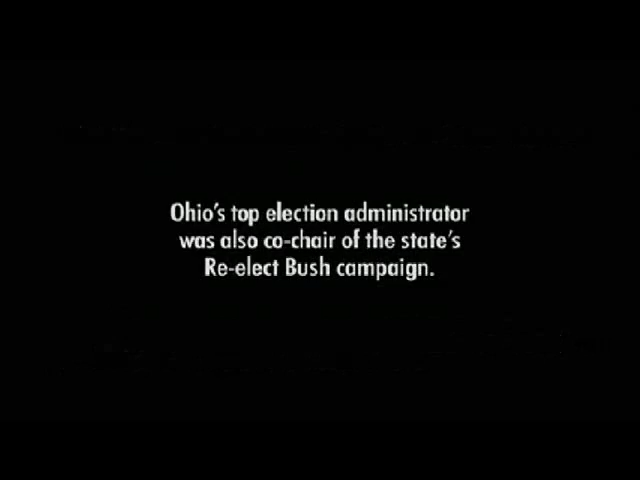 Ohio's top election administrator
was also co-chair of the state's
Re-elect Bush campaign.